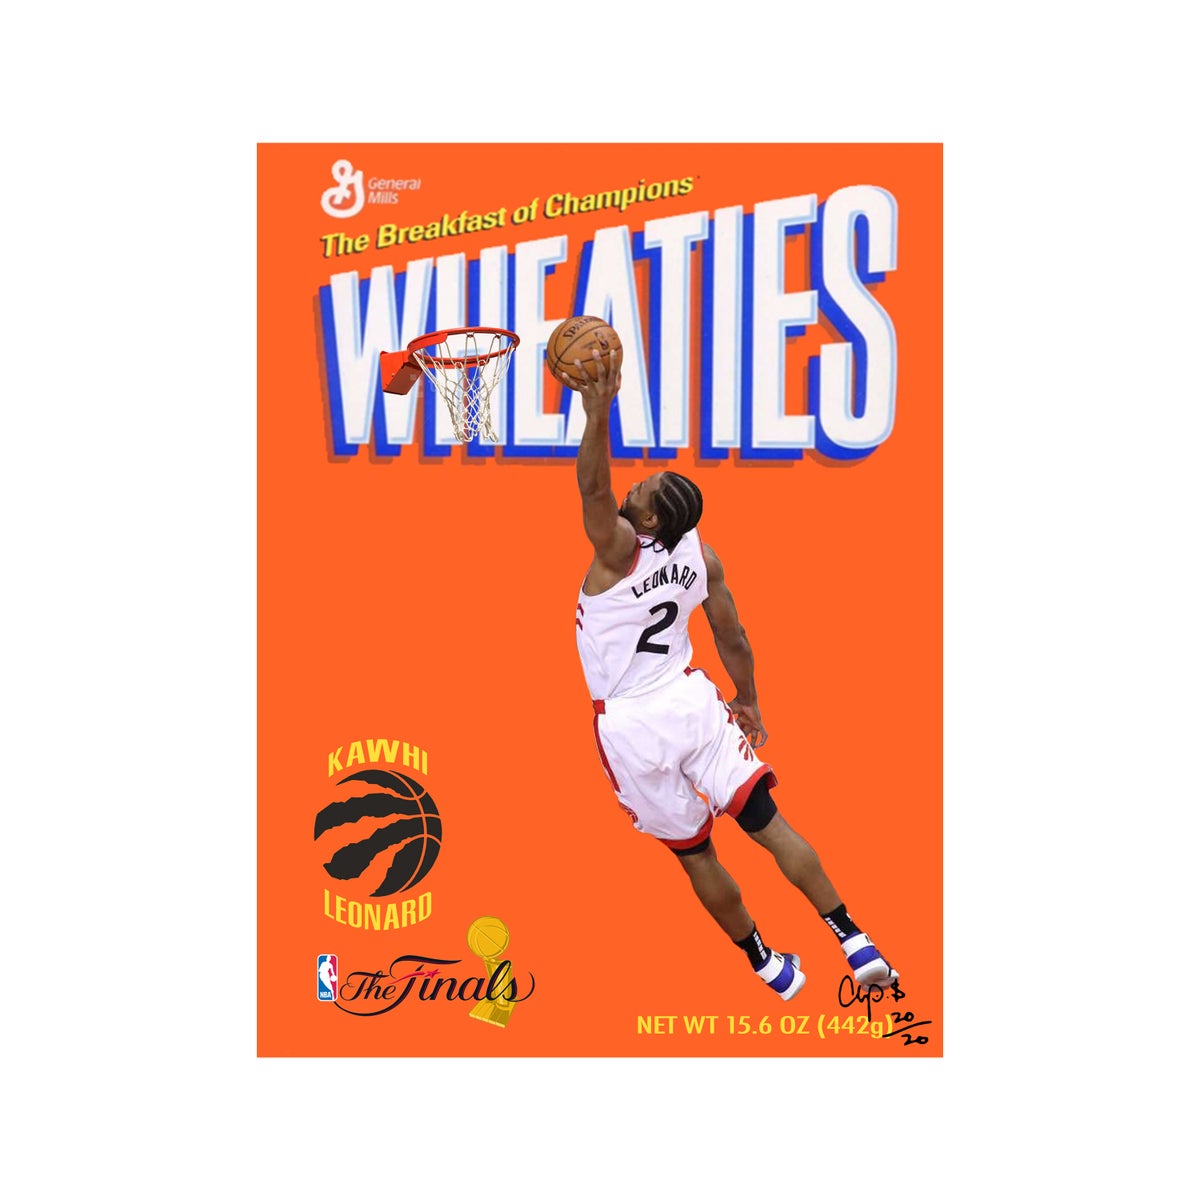 General
Mills
The Breakfast of Champions
WHEATIES
SPALDING
LEONARD
2
KAWHI
LEONARD
NBA
The Finals
NET WT 15.6 OZ (442g)
20
20